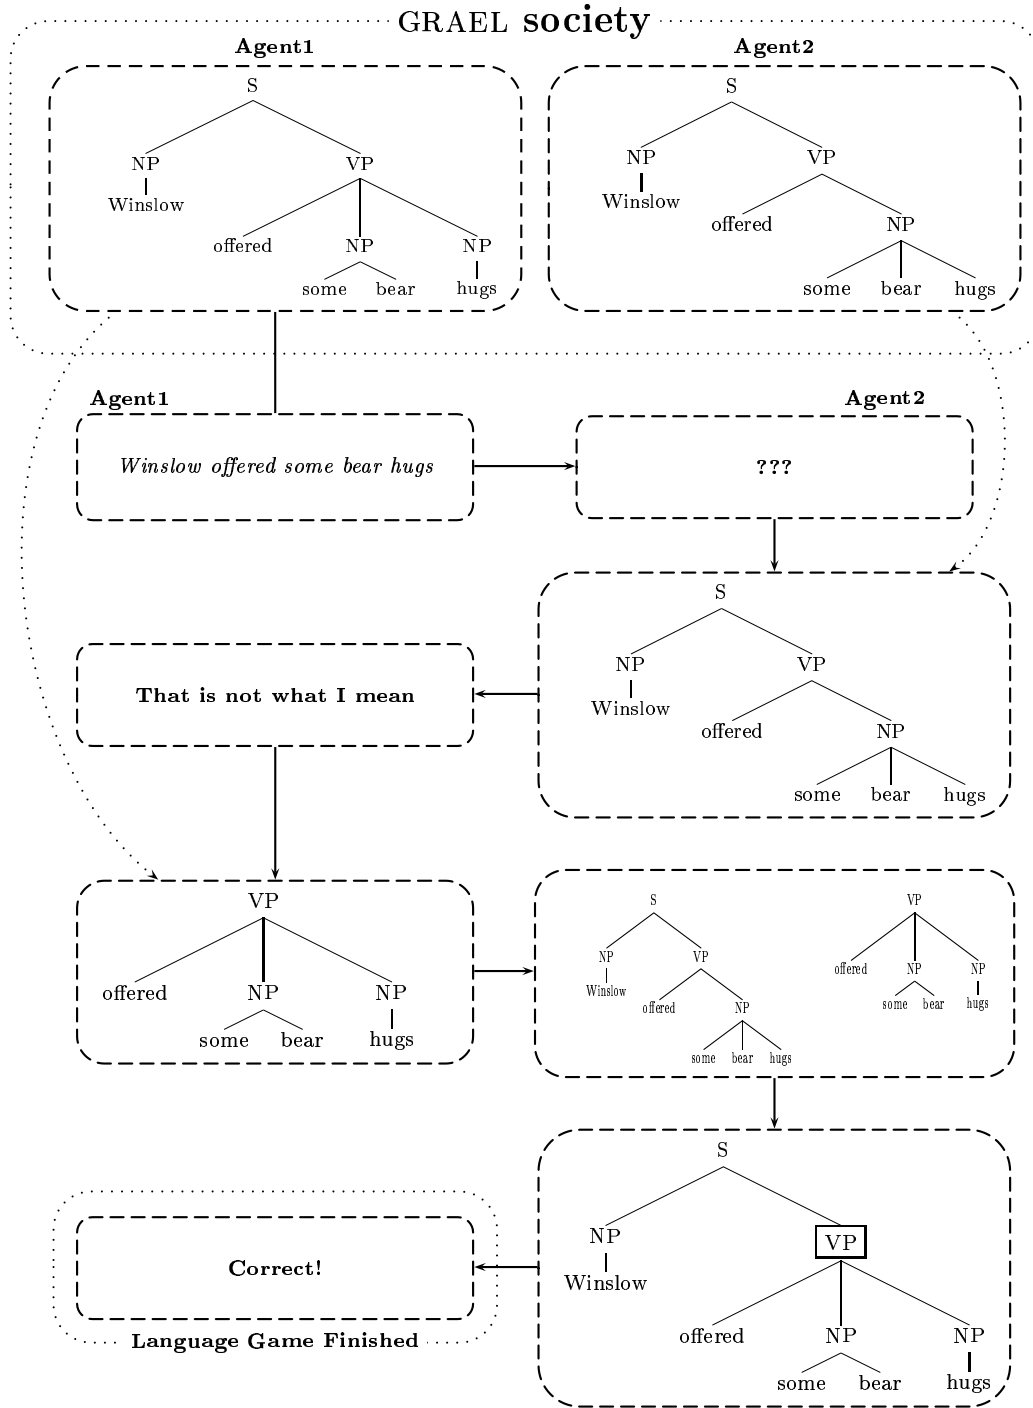 GRAEL society
Agent1
Agent2
S
NP VP
Winslow
offered NP NP
some bear hugs
S
NP VP
Winslow
offered NP
some bear hugs
Agent1
Winslow offered some bear hugs
Agent2
???
S
NP VP
Winslow
offered NP
some bear hugs
That is not what I mean
VP
offered NP NP
some bear hugs
S
NP VP
Winslow
offered NP
some bear hugs
VP
offered NP NP
some bear hugs
S
NP VP
Winslow
offered NP NP
some bear hugs
Correct!
Language Game Finished